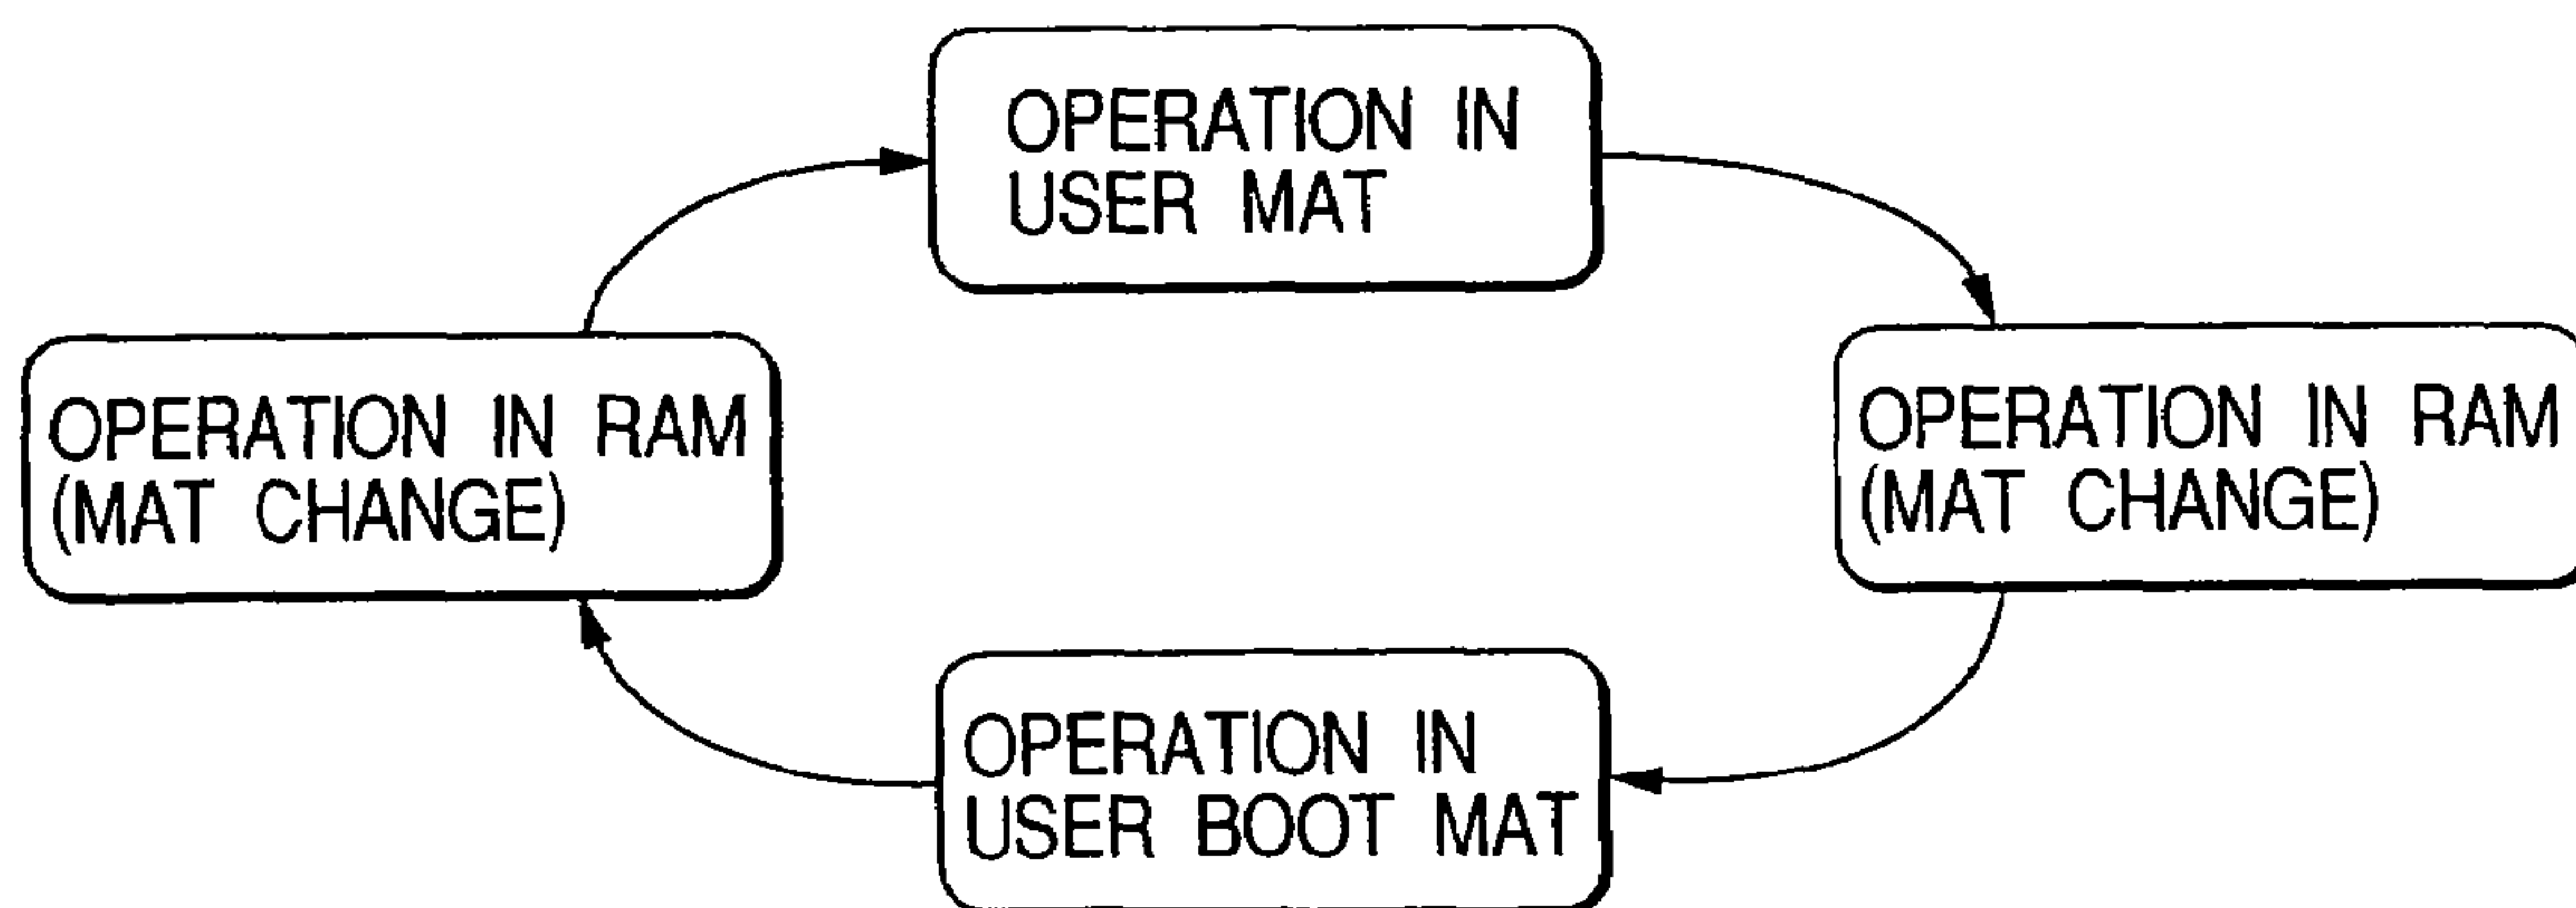 OPERATION IN
USER MAT
OPERATION IN RAM
(MAT CHANGE)
OPERATION IN RAM
(MAT CHANGE)
OPERATION IN
USER BOOT MAT